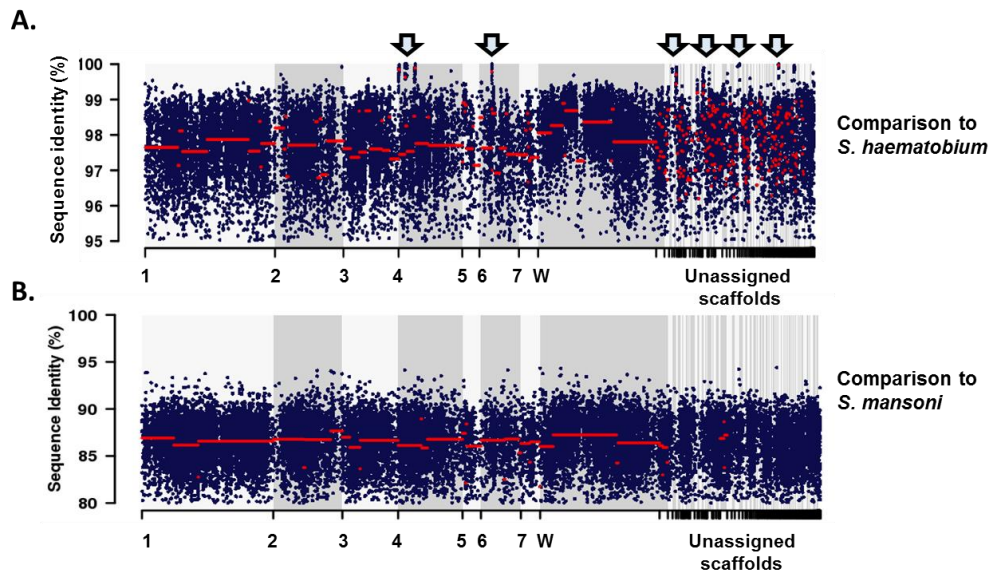 A.
Sequence identity (%)
100
99
98
97
96
95
1 2 3 4 5 6 7 W
Unassigned
scaffolds
Comparison to
S. haematobium
B.
Sequence Identity (%)
100
95
90
85
80
1 2 3 4 5 6 7 W
Unassigned
scaffolds
Comparison to
S. mansoni